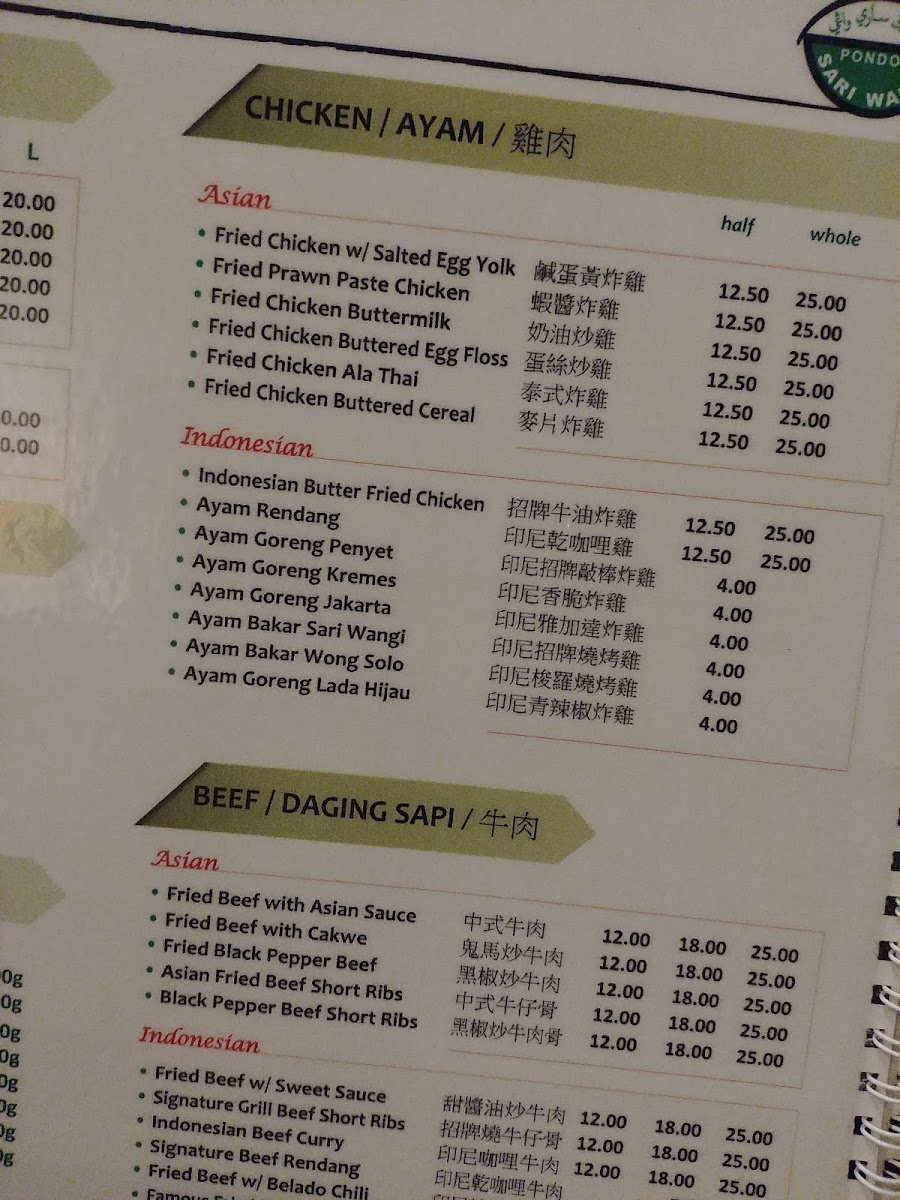 PONDO
SARI WA
CHICKEN / AYAM / 雞肉
L
20.00
20.00
20.00
20.00
20.00
0.00
0.00
Asian
half whole
• Fried Chicken w/ Salted Egg Yolk 鹹蛋黃炸雞 12.50 25.00
• Fried Prawn Paste Chicken 蝦醬炸雞 12.50 25.00
• Fried Chicken Buttermilk 奶油炒雞 12.50 25.00
• Fried Chicken Buttered Egg Floss 蛋絲炒雞 12.50 25.00
• Fried Chicken Ala Thai 泰式炸雞 12.50 25.00
• Fried Chicken Buttered Cereal 麥片炸雞 12.50 25.00
Indonesian
• Indonesian Butter Fried Chicken 招牌牛油炸雞 12.50 25.00
• Ayam Rendang 印尼乾咖哩雞 12.50 25.00
• Ayam Goreng Penyet 印尼招牌敲棒炸雞 4.00
• Ayam Goreng Kremes 印尼香脆炸雞 4.00
• Ayam Goreng Jakarta 印尼雅加達炸雞 4.00
• Ayam Bakar Sari Wangi 印尼招牌燒烤雞 4.00
• Ayam Bakar Wong Solo 印尼梭羅燒烤雞 4.00
• Ayam Goreng Lada Hijau 印尼青辣椒炸雞 4.00
BEEF / DAGING SAPI / 牛肉
Asian
• Fried Beef with Asian Sauce 中式牛肉 12.00 18.00 25.00
• Fried Beef with Cakwe 鬼馬炒牛肉 12.00 18.00 25.00
• Fried Black Pepper Beef 黑椒炒牛肉 12.00 18.00 25.00
• Asian Fried Beef Short Ribs 中式牛仔骨 12.00 18.00 25.00
• Black Pepper Beef Short Ribs 黑椒炒牛肉骨 12.00 18.00 25.00
Indonesian
• Fried Beef w/ Sweet Sauce 甜醬油炒牛肉 12.00 18.00 25.00
• Signature Grill Beef Short Ribs 招牌燒牛仔骨 12.00 18.00 25.00
• Indonesian Beef Curry 印尼咖哩牛肉 12.00 18.00 25.00
• Signature Beef Rendang 印尼乾咖哩牛肉
• Fried Beef w/ Belado Chili
• Famous
0g
0g
0g
0g
0g
0g
0g
0g